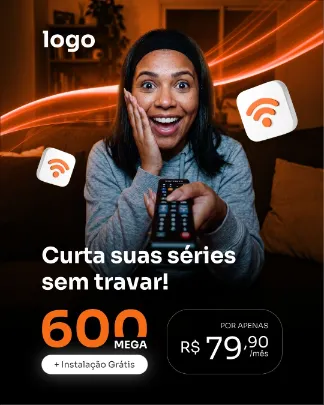 logo
Curta suas séries
sem travar!
600
MEGA
+ Instalação Grátis
POR APENAS
R$ 79,90
/mês